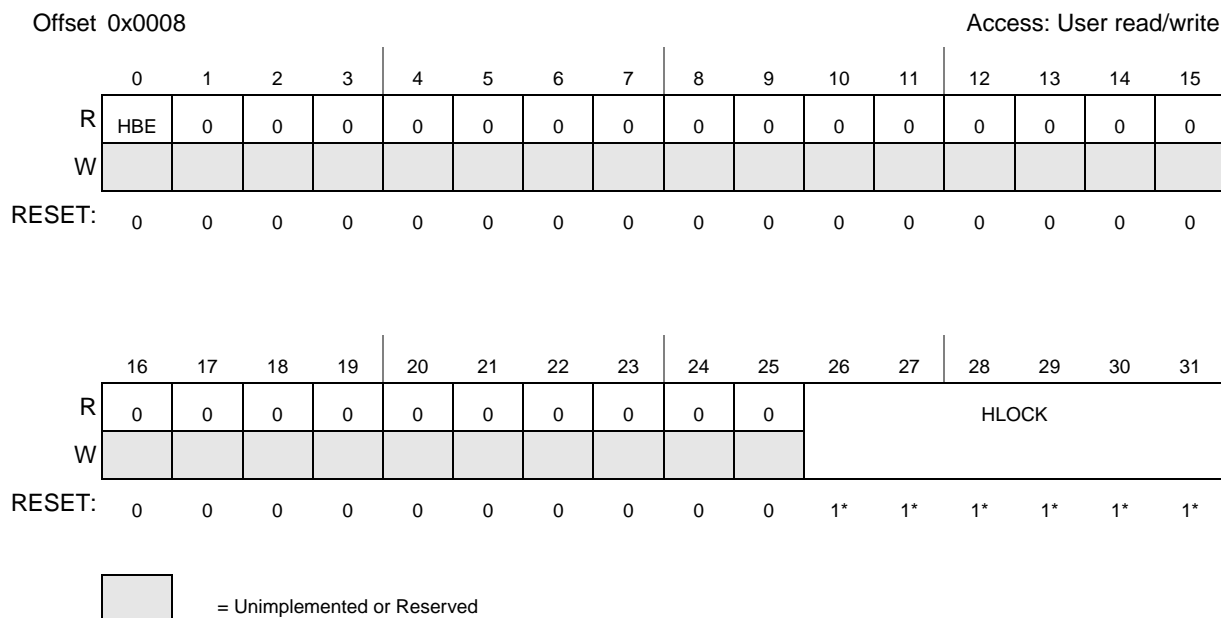 Offset 0x0008 Access: User read/write
0 1 2 3 4 5 6 7 8 9 10 11 12 13 14 15
R HBE 0 0 0 0 0 0 0 0 0 0 0 0 0 0 0
W
RESET: 0 0 0 0 0 0 0 0 0 0 0 0 0 0 0 0
16 17 18 19 20 21 22 23 24 25 26 27 28 29 30 31
R 0 0 0 0 0 0 0 0 0 0 HLOCK
W
RESET: 0 0 0 0 0 0 0 0 0 0 1* 1* 1* 1* 1* 1*
= Unimplemented or Reserved